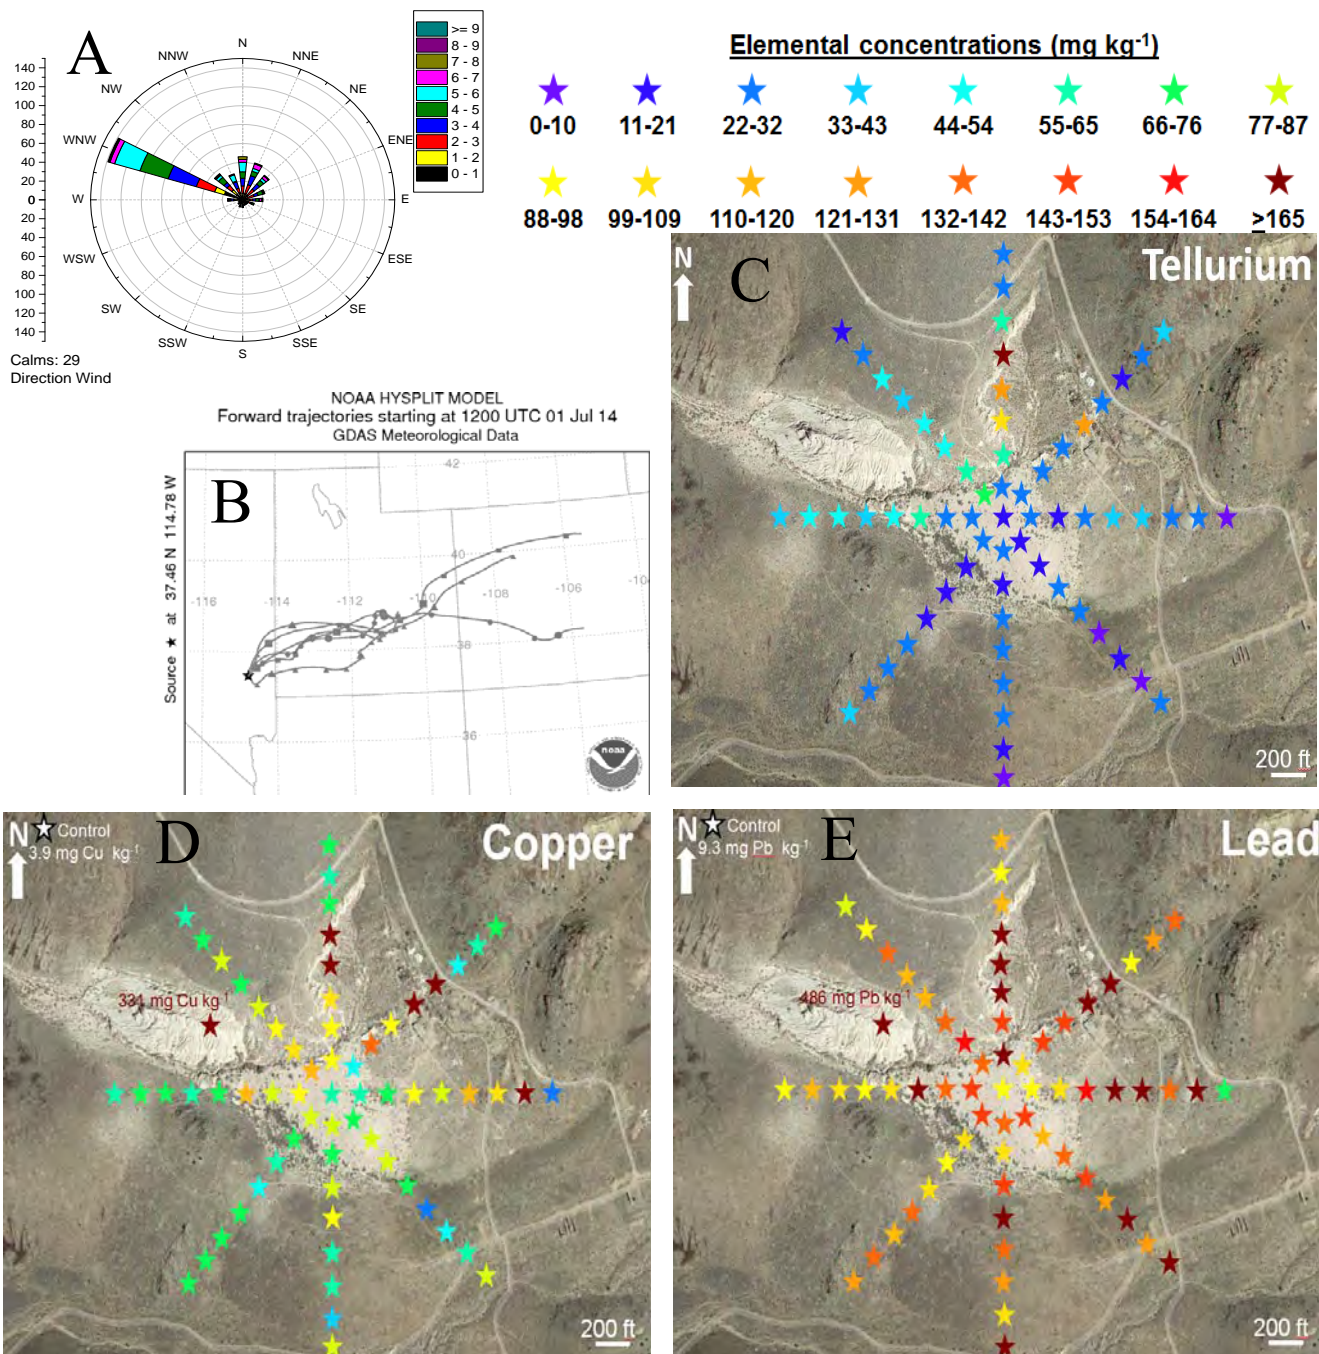 A
N
NNE
NE
ENE
E
ESE
SE
SSE
S
SSW
SW
WSW
W
WNW
NW
NNW
140
120
100
80
60
40
20
0
20
40
60
80
100
120
140
Calms: 29
Direction Wind
>= 9
8 - 9
7 - 8
6 - 7
5 - 6
4 - 5
3 - 4
2 - 3
1 - 2
0 - 1
Elemental concentrations (mg kg-1)
0-10 11-21 22-32 33-43 44-54 55-65 66-76 77-87
88-98 99-109 110-120 121-131 132-142 143-153 154-164 ≥165
NOAA HYSPLIT MODEL
Forward trajectories starting at 1200 UTC 01 Jul 14
GDAS Meteorological Data
B
Source ★ at 37.46 N 114.78 W
42
40
38
36
-116 -114 -112 -110 -108 -106 -104
noaa
N
C
Tellurium
200 ft
N
Control
3.9 mg Cu kg-1
D
Copper
331 mg Cu kg-1
200 ft
N
Control
9.3 mg Pb kg-1
E
Lead
486 mg Pb kg-1
200 ft